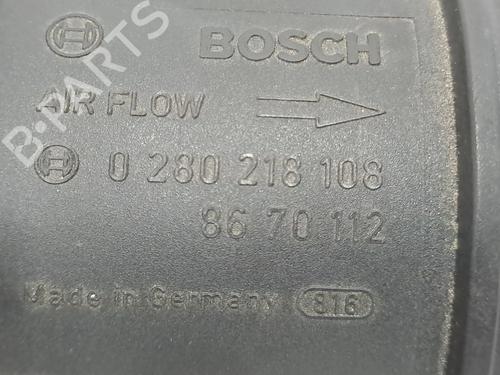 BOSCH
AIR FLOW
0 280 218 108
86 70 112
Made in Germany 816
B-PARTS